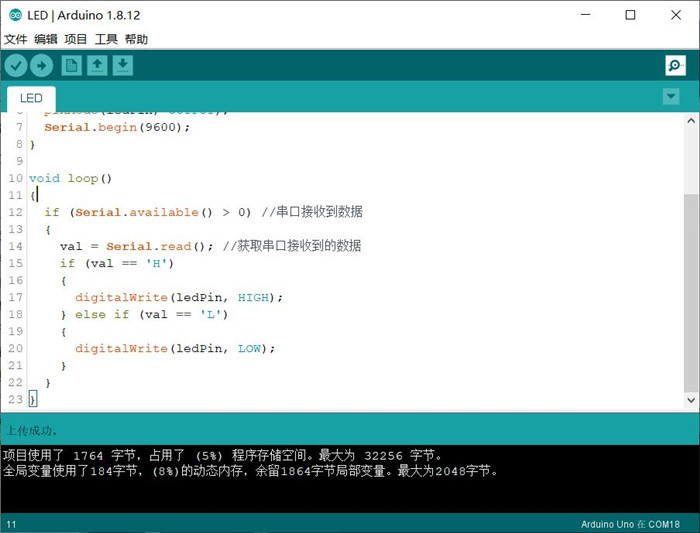 LED | Arduino 1.8.12
文件 编辑 项目 工具 帮助
LED
6 pinMode(ledPin, OUTPUT);
7 Serial.begin(9600);
8 }
9
10 void loop()
11 {
12 if (Serial.available() > 0) //串口接收到数据
13 {
14 val = Serial.read(); //获取串口接收到的数据
15 if (val == 'H')
16 {
17 digitalWrite(ledPin, HIGH);
18 } else if (val == 'L')
19 {
20 digitalWrite(ledPin, LOW);
21 }
22 }
23 }
上传成功。
项目使用了 1764 字节，占用了 (5%) 程序存储空间。最大为 32256 字节。
全局变量使用了184字节，(8%)的动态内存，余留1864字节局部变量。最大为2048字节。
11 Arduino Uno 在 COM18